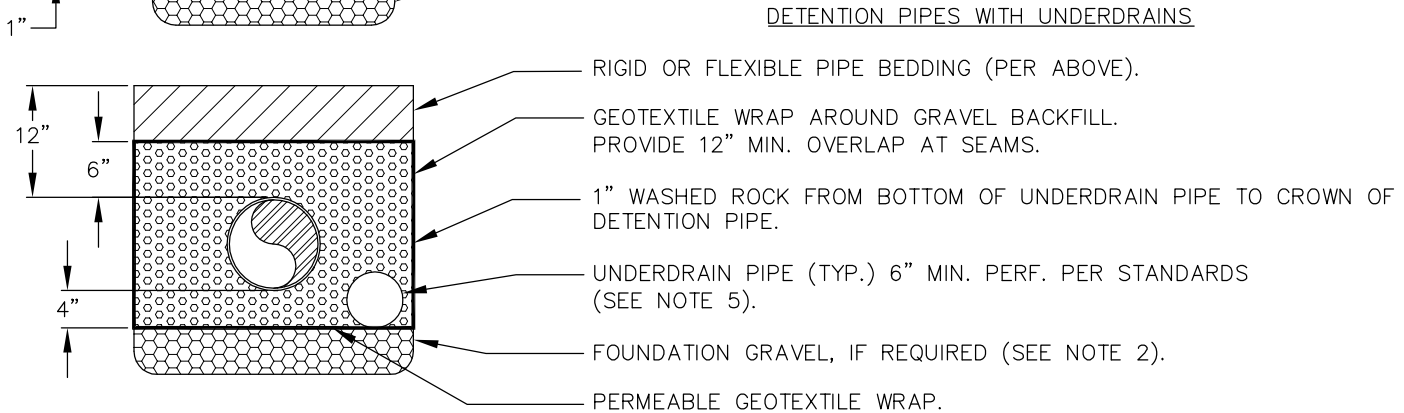 1”
DETENTION PIPES WITH UNDERDRAINS
RIGID OR FLEXIBLE PIPE BEDDING (PER ABOVE).
12”
GEOTEXTILE WRAP AROUND GRAVEL BACKFILL.
PROVIDE 12” MIN. OVERLAP AT SEAMS.
6”
1” WASHED ROCK FROM BOTTOM OF UNDERDRAIN PIPE TO CROWN OF
DETENTION PIPE.
UNDERDRAIN PIPE (TYP.) 6” MIN. PERF. PER STANDARDS
(SEE NOTE 5).
4”
FOUNDATION GRAVEL, IF REQUIRED (SEE NOTE 2).
PERMEABLE GEOTEXTILE WRAP.